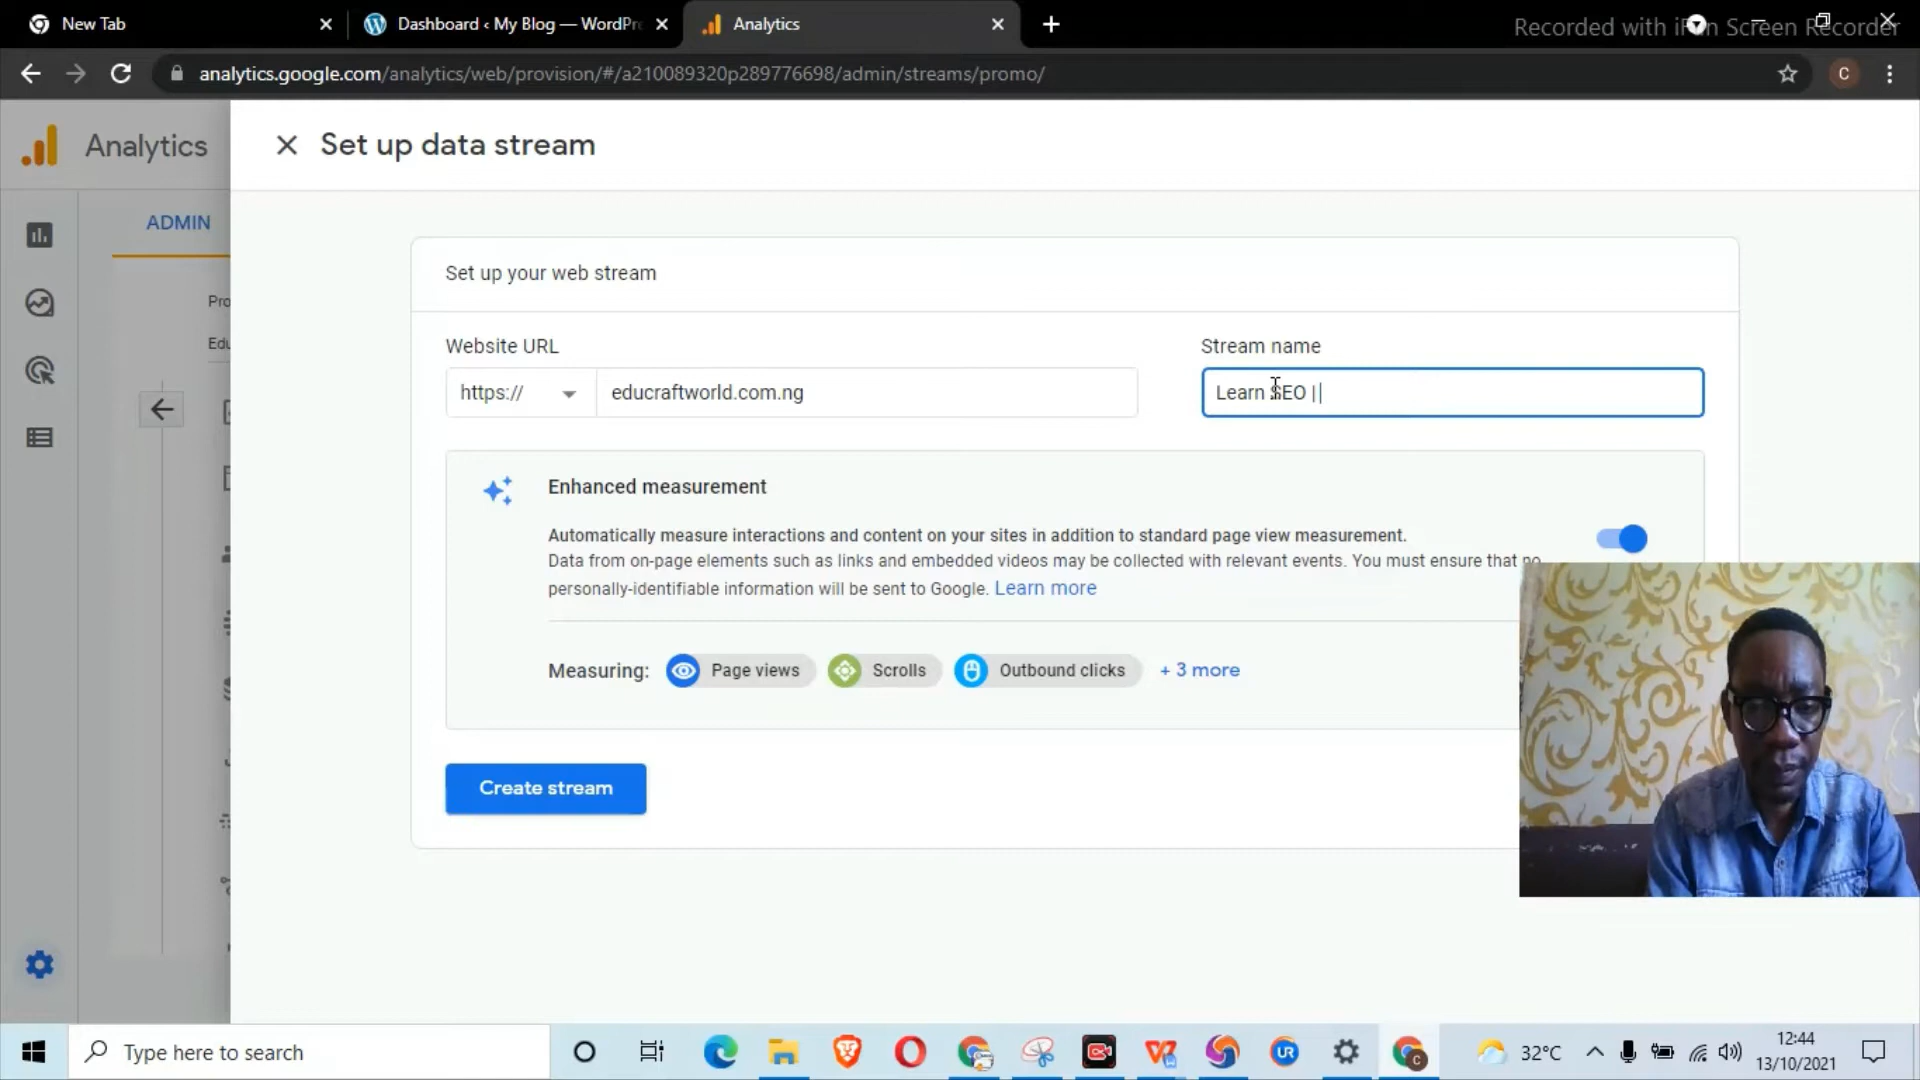 New Tab
Dashboard ‹ My Blog — WordPre
Analytics
Recorded with iFun Screen Recorder
analytics.google.com/analytics/web/provision/#/a210089320p289776698/admin/streams/promo/
C
Analytics
Set up data stream
ADMIN
Set up your web stream
Pro
Edu
Website URL
Stream name
https://
educraftworld.com.ng
Learn SEO |
Enhanced measurement
Automatically measure interactions and content on your sites in addition to standard page view measurement.
Data from on-page elements such as links and embedded videos may be collected with relevant events. You must ensure that no
personally-identifiable information will be sent to Google. Learn more
Measuring:
Page views
Scrolls
Outbound clicks
+ 3 more
Create stream
Type here to search
UR
C
32°C
12:44
13/10/2021